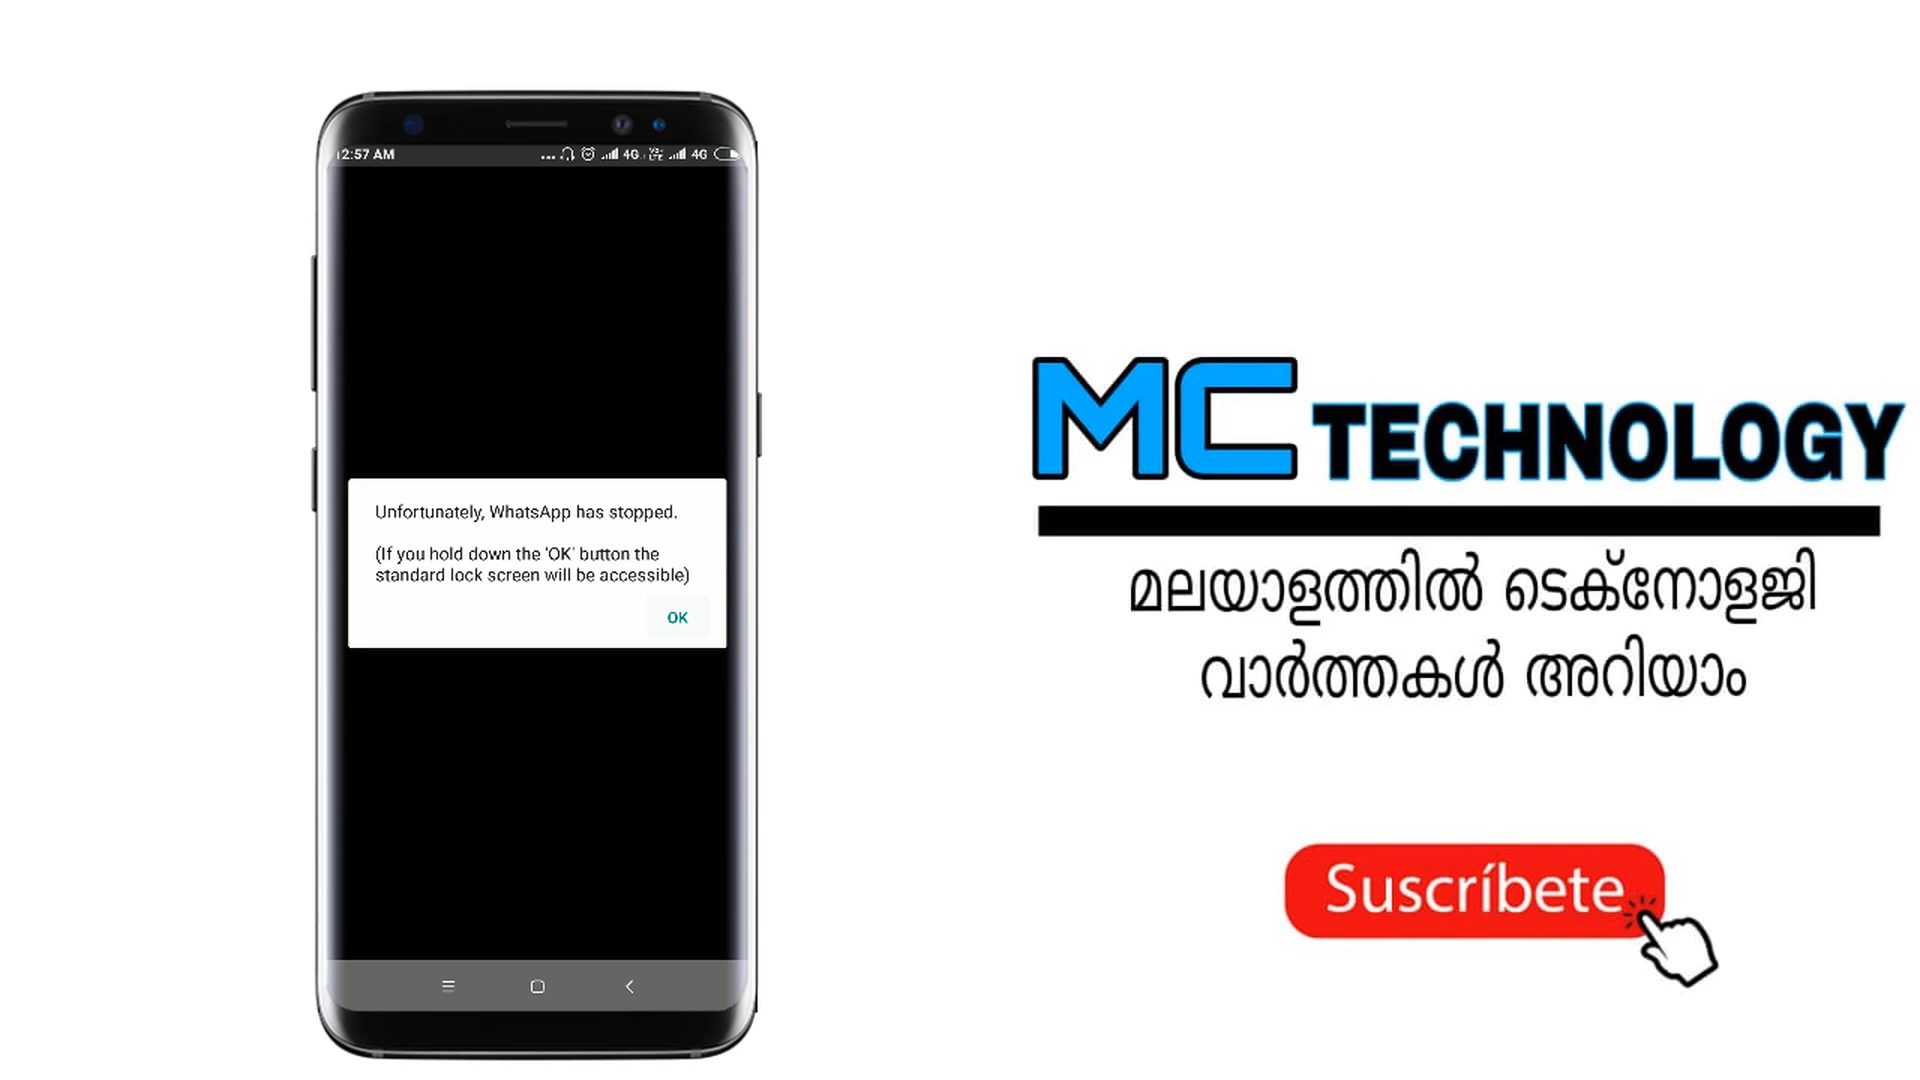 12:57 AM
4G
4G
Unfortunately, WhatsApp has stopped.
(If you hold down the 'OK' button the
standard lock screen will be accessible)
OK
MC TECHNOLOGY
മലയാളത്തിൽ ടെക്നോളജി
വാർത്തകൾ അറിയാം
Suscríbete